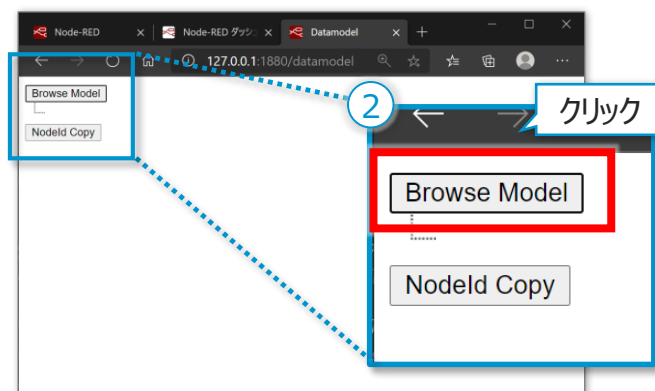 Node-RED
Node-RED ダッシュ
Datamodel
127.0.0.1:1880/datamodel
Browse Model
NodeId Copy
2
クリック
Browse Model
NodeId Copy